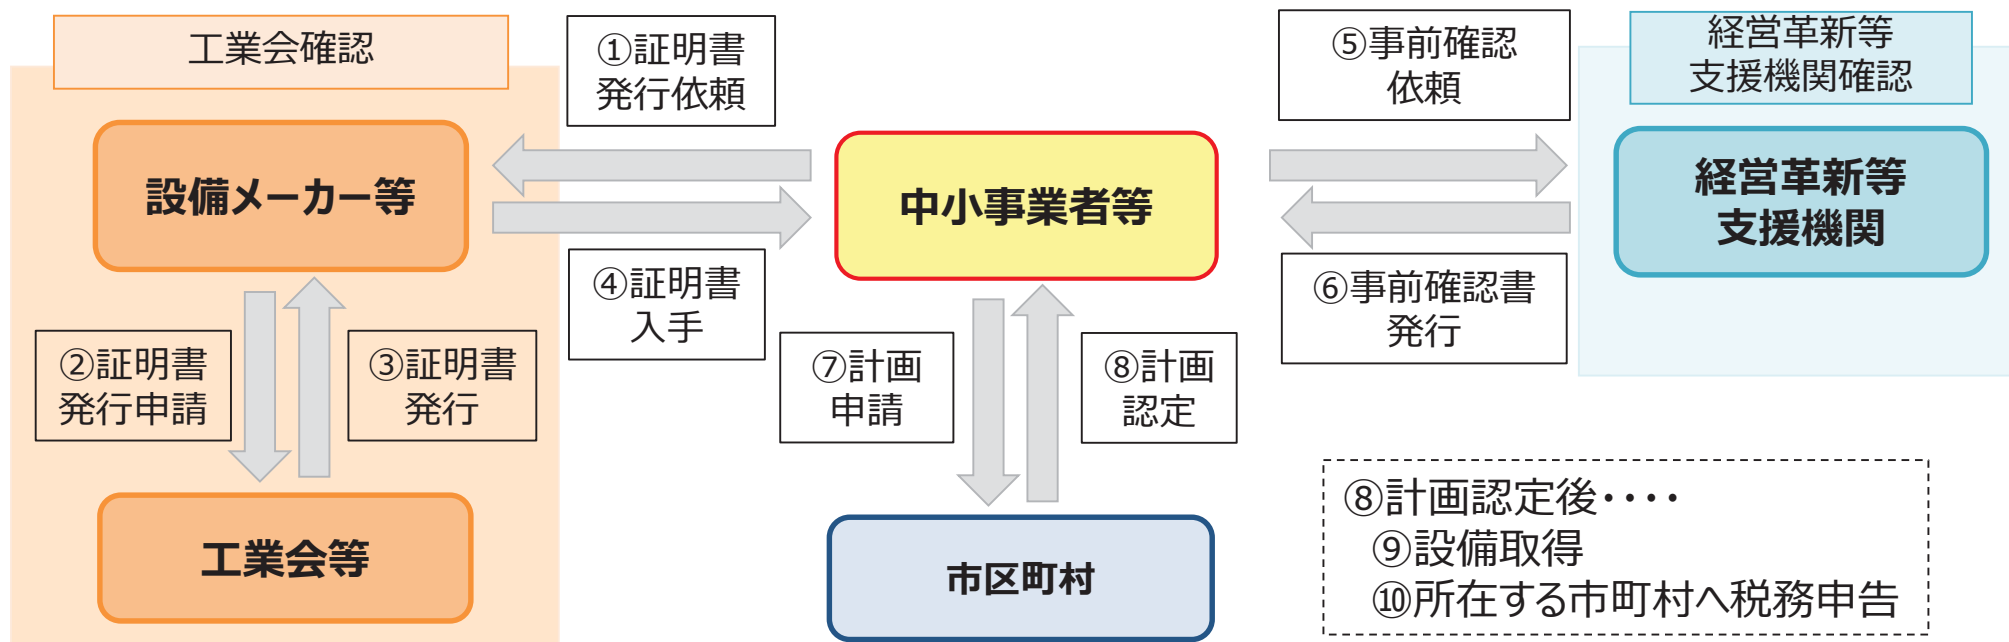 工業会確認
①証明書
発行依頼
⑤事前確認
依頼
経営革新等
支援機関確認
設備メーカー等
中小事業者等
経営革新等
支援機関
④証明書
入手
⑥事前確認書
発行
②証明書
発行申請
③証明書
発行
⑦計画
申請
⑧計画
認定
工業会等
市区町村
⑧計画認定後・・・・
⑨設備取得
⑩所在する市町村へ税務申告